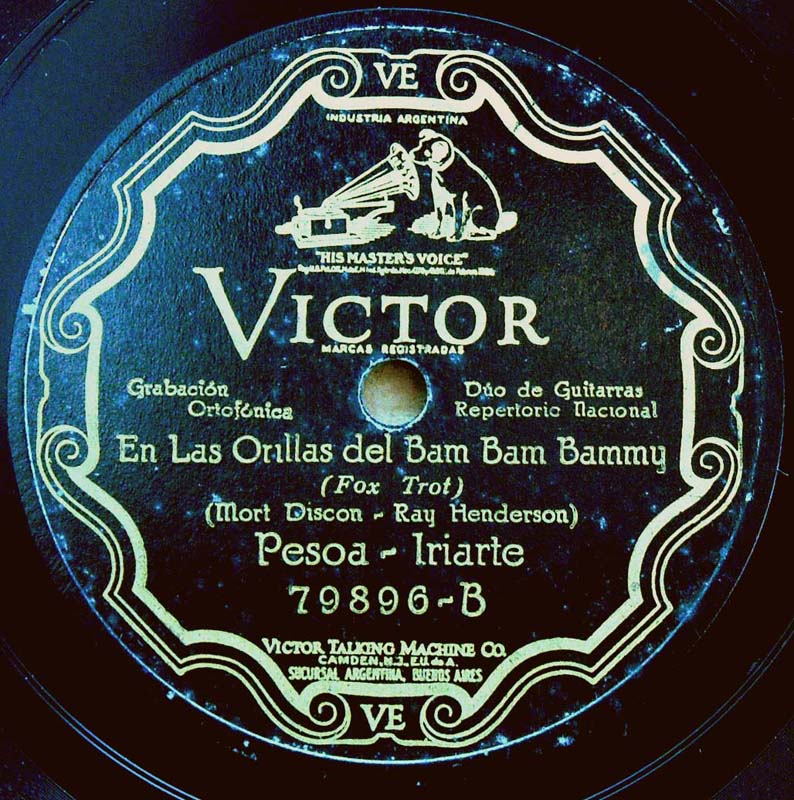 VE
INDUSTRIA ARGENTINA
"HIS MASTER'S VOICE"
VICTOR
MARCAS REGISTRADAS
Grabación Ortofónica
Dúo de Guitarras
Repertorio Nacional
En Las Orillas del Bam Bam Bammy
(Fox Trot)
(Mort Discon - Ray Henderson)
Pesoa - Iriarte
79896-B
VICTOR TALKING MACHINE CO.
CAMDEN, N.J., E.U. de A.
SUCURSAL ARGENTINA, BUENOS AIRES
VE